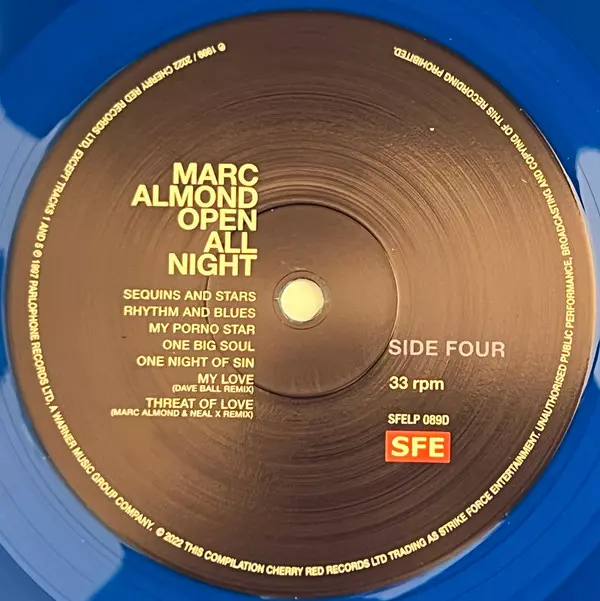 MARC
ALMOND
OPEN
ALL
NIGHT
SEQUINS AND STARS
RHYTHM AND BLUES
MY PORNO STAR
ONE BIG SOUL
ONE NIGHT OF SIN
MY LOVE
(DAVE BALL REMIX)
THREAT OF LOVE
(MARC ALMOND & NEAL X REMIX)
SIDE FOUR
33 rpm
SFELP 089D
SFE
℗ 1999 / 2022 CHERRY RED RECORDS LTD, EXCEPT TRACKS 1 AND 5 ℗ 1997 PARLOPHONE RECORDS LTD, A WARNER MUSIC GROUP COMPANY. © 2022 THIS COMPILATION CHERRY RED RECORDS LTD TRADING AS STRIKE FORCE ENTERTAINMENT. UNAUTHORISED PUBLIC PERFORMANCE, BROADCASTING AND COPYING OF THIS RECORDING PROHIBITED.